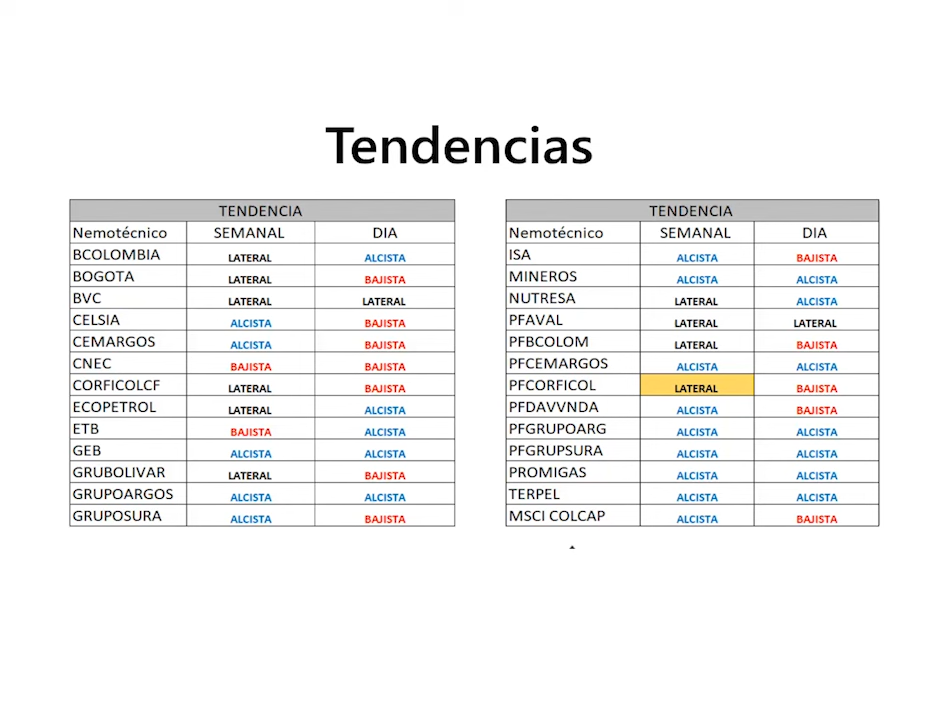 Tendencias
TENDENCIA
Nemotécnico SEMANAL DIA
BCOLOMBIA LATERAL ALCISTA
BOGOTA LATERAL BAJISTA
BVC LATERAL LATERAL
CELSIA ALCISTA BAJISTA
CEMARGOS ALCISTA BAJISTA
CNEC BAJISTA BAJISTA
CORFICOLCF LATERAL BAJISTA
ECOPETROL LATERAL ALCISTA
ETB BAJISTA ALCISTA
GEB ALCISTA ALCISTA
GRUBOLIVAR LATERAL BAJISTA
GRUPOARGOS ALCISTA ALCISTA
GRUPOSURA ALCISTA BAJISTA
TENDENCIA
Nemotécnico SEMANAL DIA
ISA ALCISTA BAJISTA
MINEROS ALCISTA ALCISTA
NUTRESA LATERAL ALCISTA
PFAVAL LATERAL LATERAL
PFBCOLOM LATERAL BAJISTA
PFCEMARGOS ALCISTA ALCISTA
PFCORFICOL LATERAL BAJISTA
PFDAVVNDA ALCISTA BAJISTA
PFGRUPOARG ALCISTA ALCISTA
PFGRUPSURA ALCISTA ALCISTA
PROMIGAS ALCISTA ALCISTA
TERPEL ALCISTA ALCISTA
MSCI COLCAP ALCISTA BAJISTA